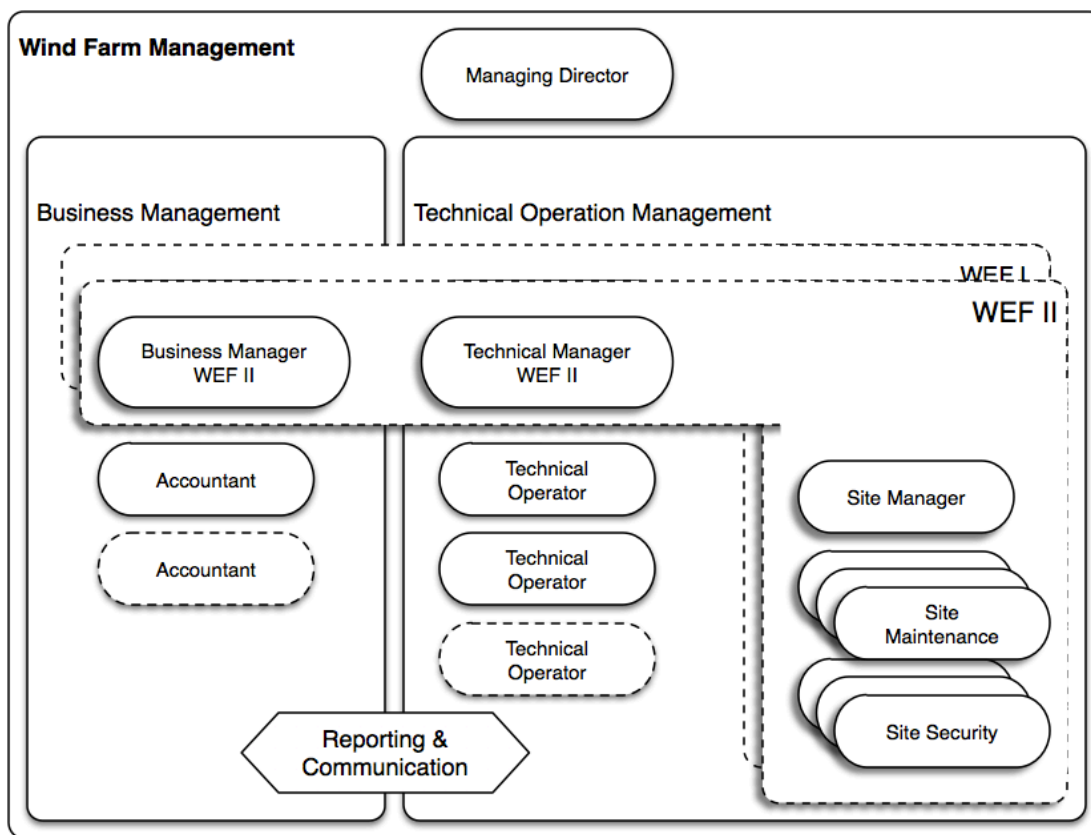 Wind Farm Management
Managing Director
Business Management
Technical Operation Management
WEF I
WEF II
Business Manager
WEF II
Technical Manager
WEF II
Accountant
Technical
Operator
Site Manager
Accountant
Technical
Operator
Site
Maintenance
Technical
Operator
Site Security
Reporting &
Communication